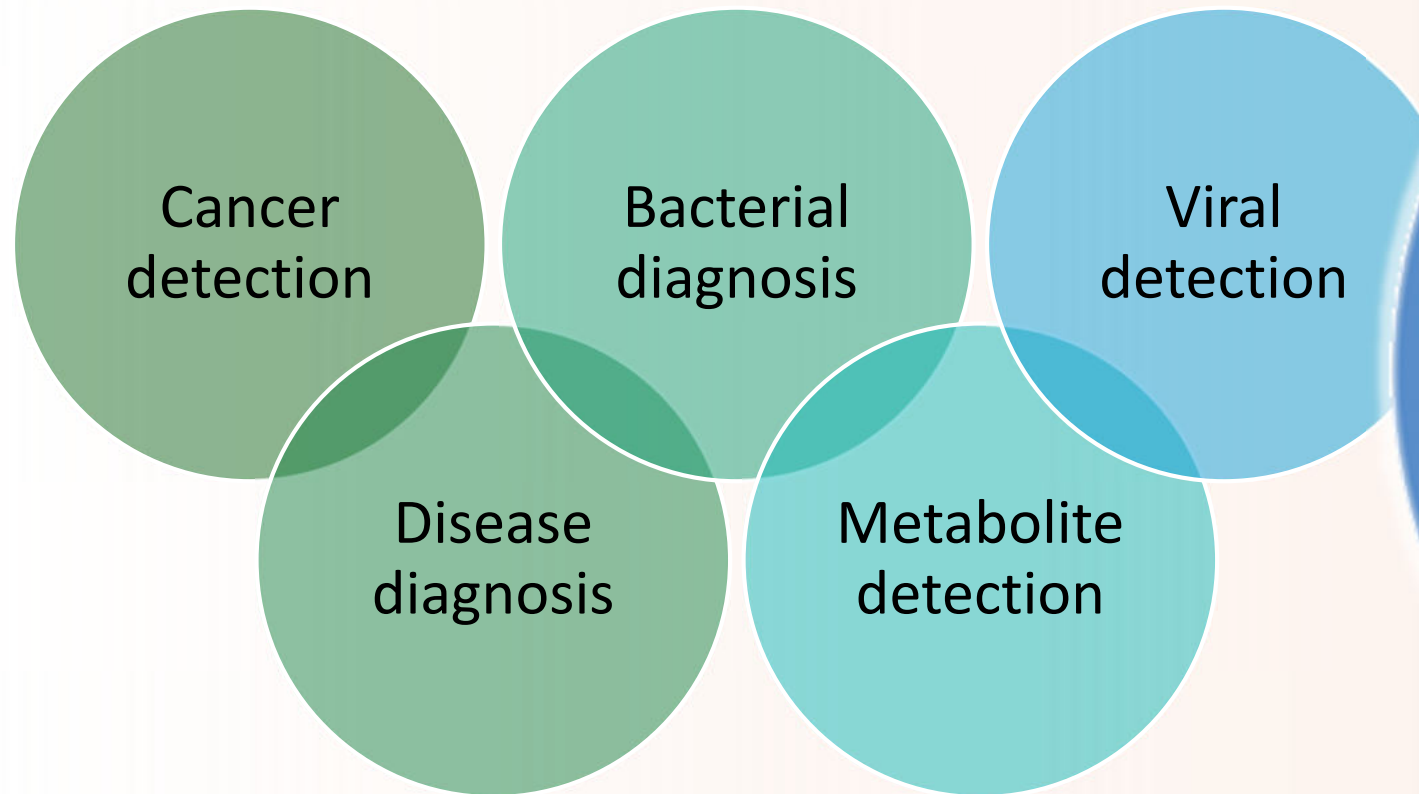 Cancer
detection
Bacterial
diagnosis
Viral
detection
Disease
diagnosis
Metabolite
detection